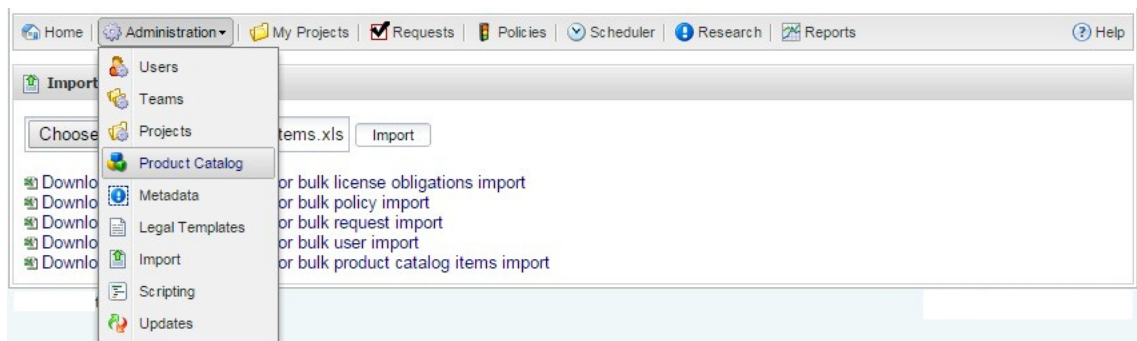 Home Administration My Projects Requests Policies Scheduler Research Reports Help
Import
Users
Teams
Projects
Product Catalog
Metadata
Legal Templates
Import
Scripting
Updates
Choose tems.xls Import
Downlo or bulk license obligations import
Downlo or bulk policy import
Downlo or bulk request import
Downlo or bulk user import
Downlo or bulk product catalog items import